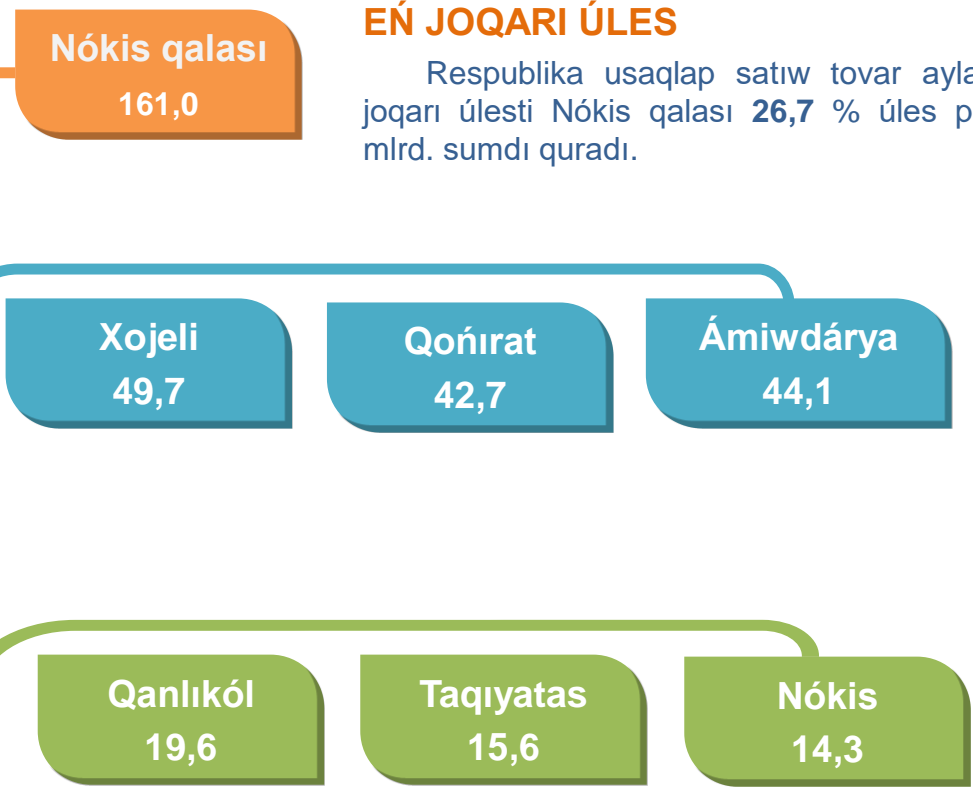 Nókis qalası
161,0
EŃ JOQARI ÚLES
Respublika usaqlap satıw tovar
joqarı úlesti Nókis qalası 26,7 % úles
mlrd. sumdı quradı.
Xojeli
49,7
Qońırat
42,7
Ámiwdárya
44,1
Qanlıkól
19,6
Taqıyatas
15,6
Nókis
14,3